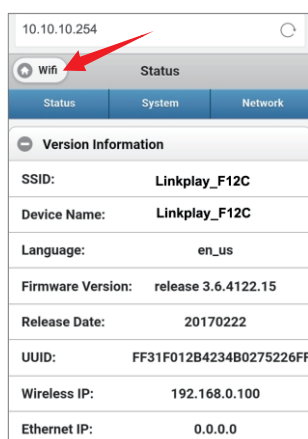 10.10.10.254
Wifi Status
Status System Network
Version Information
SSID: Linkplay_F12C
Device Name: Linkplay_F12C
Language: en_us
Firmware Version: release 3.6.4122.15
Release Date: 20170222
UUID: FF31F012B4234B0275226FF
Wireless IP: 192.168.0.100
Ethernet IP: 0.0.0.0